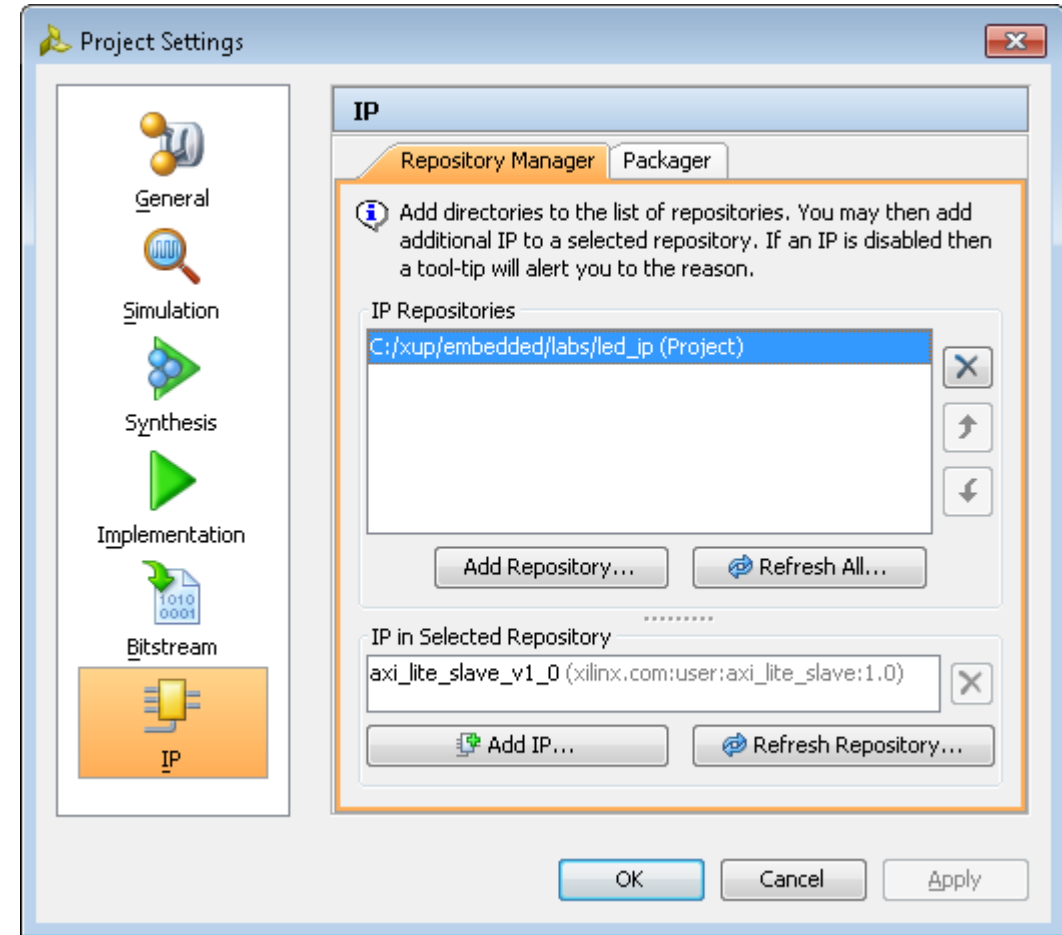 Project Settings
General
Simulation
Synthesis
Implementation
1010
0001
Bitstream
IP
IP
Repository Manager
Packager
Add directories to the list of repositories. You may then add
additional IP to a selected repository. If an IP is disabled then
a tool-tip will alert you to the reason.
IP Repositories
C:/xup/embedded/labs/led_ip (Project)
Add Repository...
Refresh All...
IP in Selected Repository
axi_lite_slave_v1_0 (xilinx.com:user:axi_lite_slave:1.0)
Add IP...
Refresh Repository...
OK
Cancel
Apply